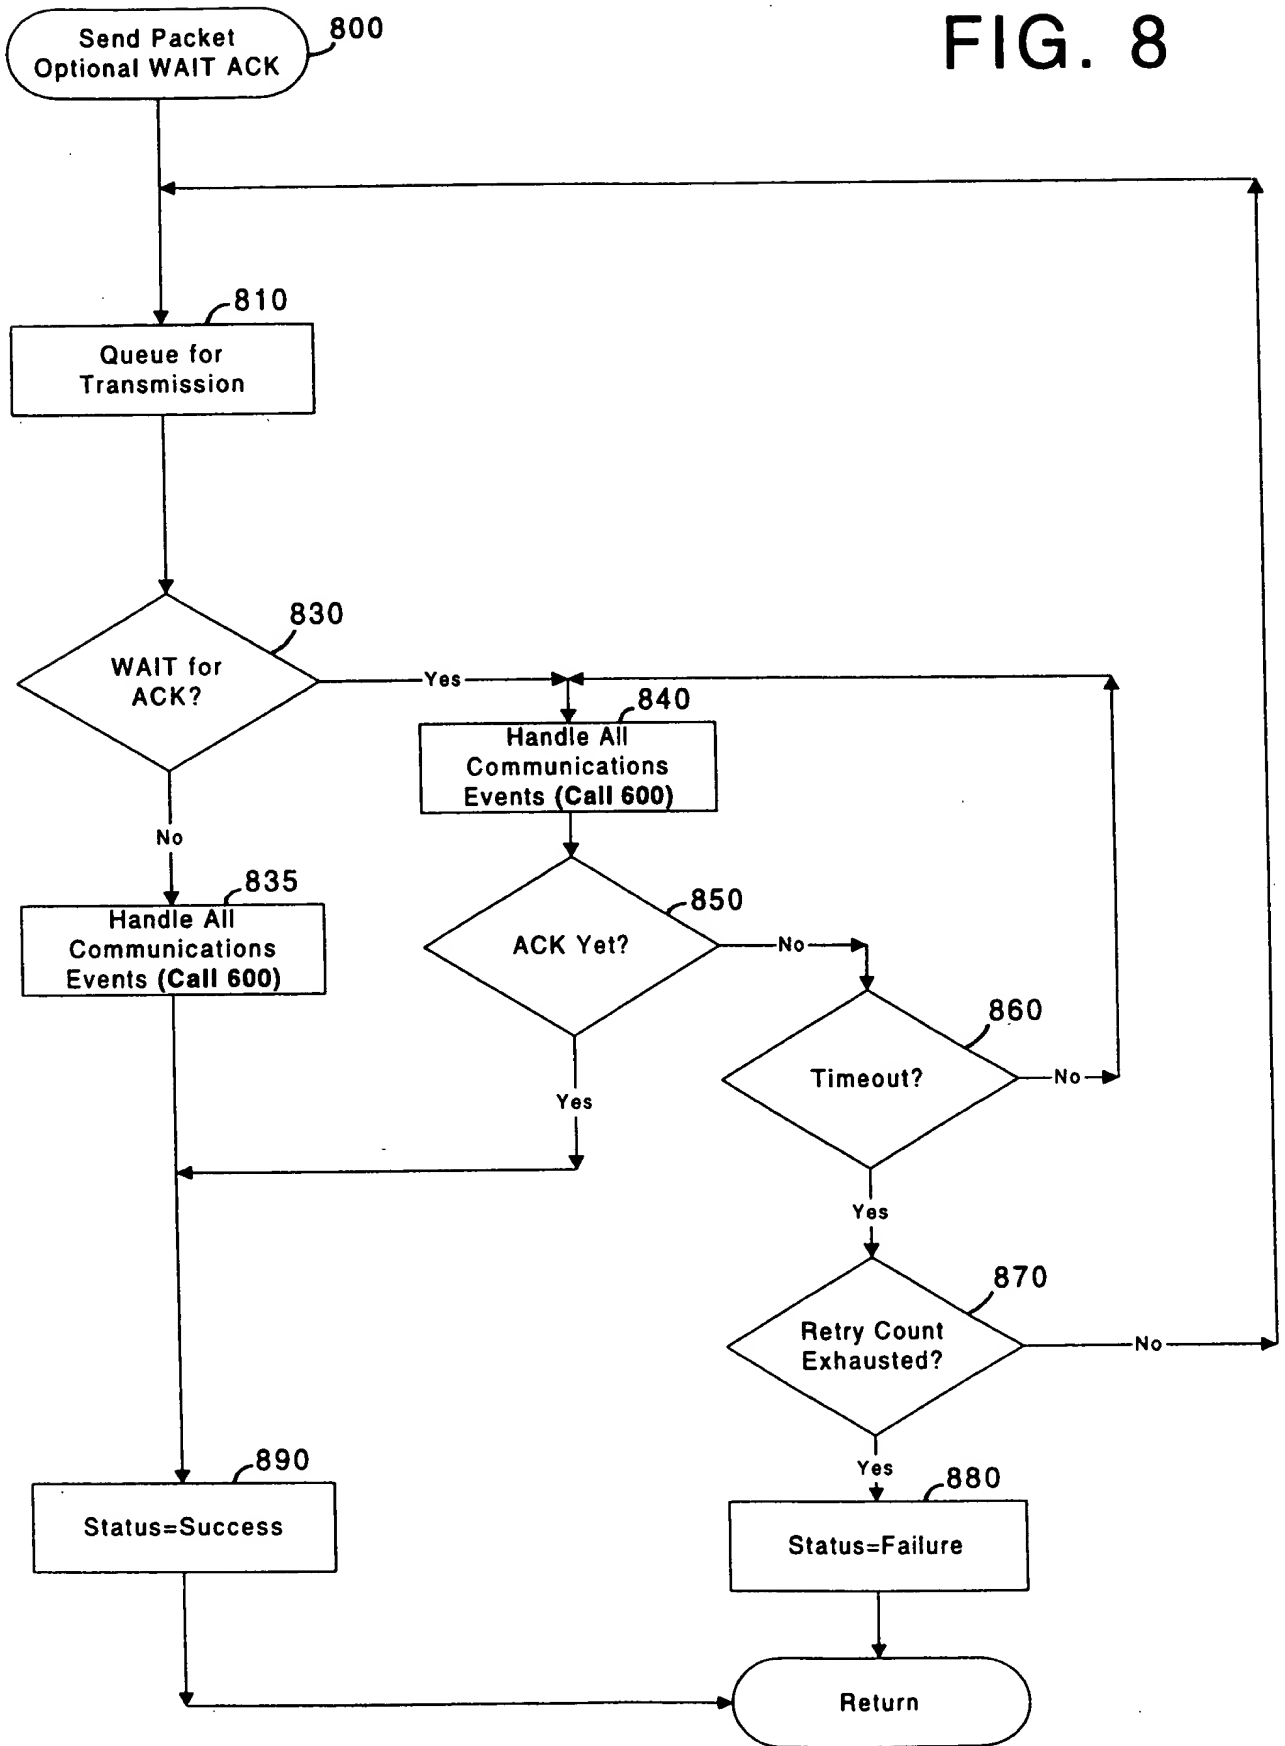 FIG. 8
Send Packet
Optional WAIT ACK
800
810
Queue for
Transmission
830
WAIT for
ACK?
Yes
840
Handle All
Communications
Events (Call 600)
No
835
Handle All
Communications
Events (Call 600)
850
ACK Yet?
No
860
Timeout?
No
Yes
Yes
870
Retry Count
Exhausted?
No
Yes
890
Status=Success
880
Status=Failure
Return